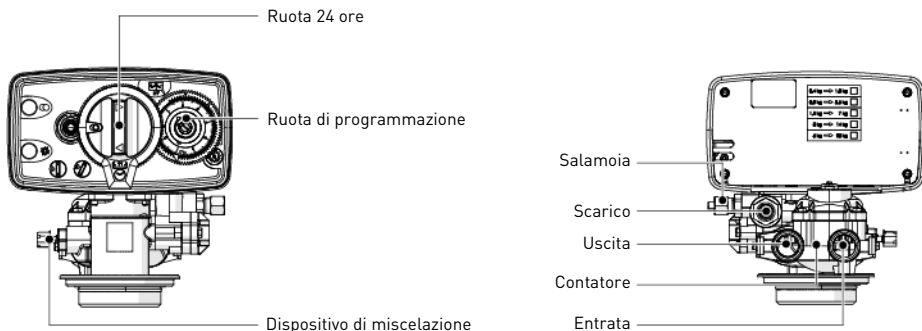 Ruota 24 ore
Ruota di programmazione
Dispositivo di miscelazione
Salamoia
Scarico
Uscita
Contatore
Entrata